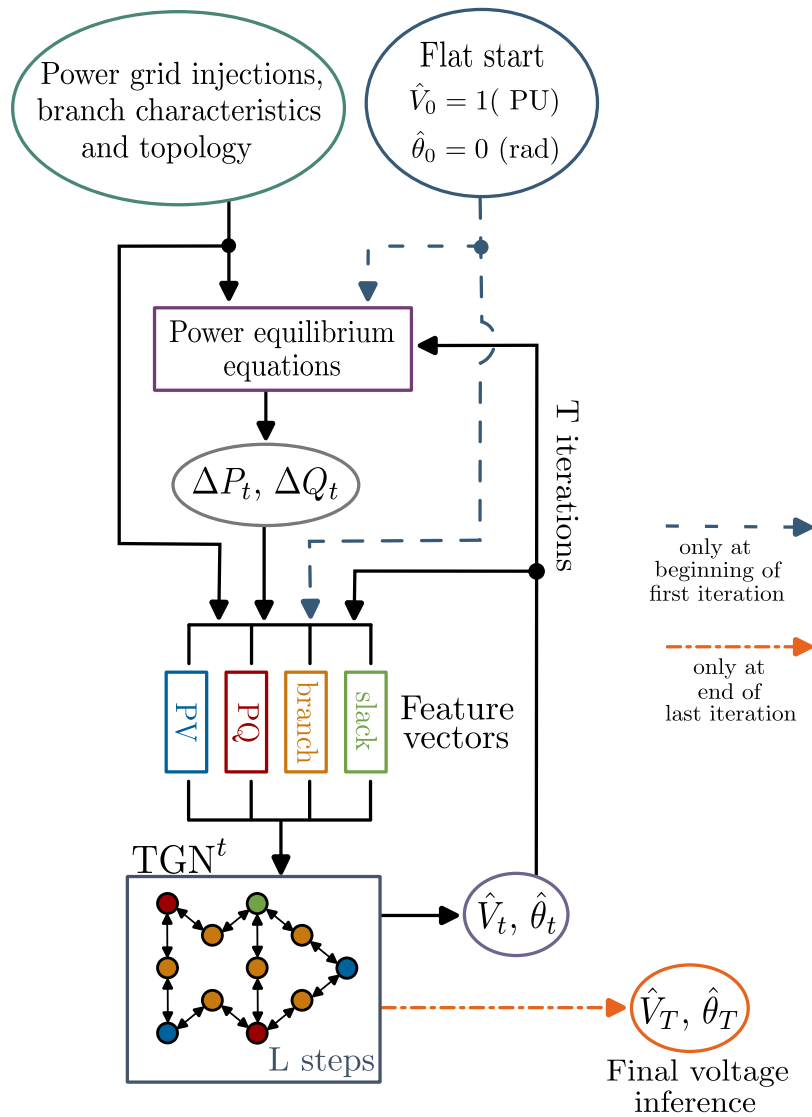 Power grid injections,
branch characteristics
and topology
Flat start
V̂₀ = 1( PU)
θ̂₀ = 0 (rad)
Power equilibrium
equations
ΔPₜ, ΔQₜ
T iterations
only at
beginning of
first iteration
only at
end of
last iteration
PV
PQ
branch
slack
Feature
vectors
TGNᵗ
L steps
V̂ₜ, θ̂ₜ
V̂_T, θ̂_T
Final voltage
inference